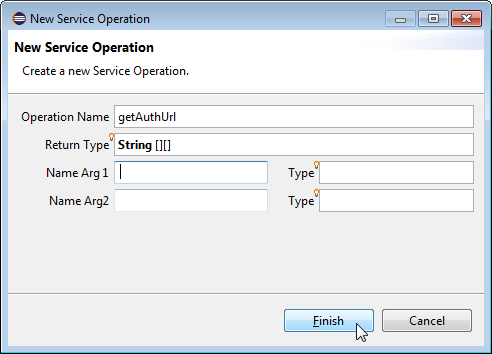 New Service Operation
New Service Operation
Create a new Service Operation.
Operation Name getAuthUrl
Return Type String [][]
Name Arg 1 Type
Name Arg2 Type
Finish Cancel